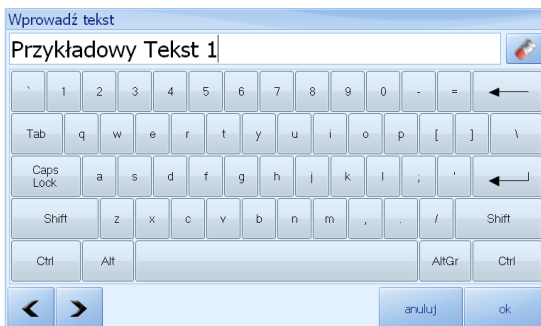 Wprowadź tekst
Przykładowy Tekst 1
` 1 2 3 4 5 6 7 8 9 0 - =
Tab q w e r t y u i o p [ ] \
Caps Lock a s d f g h j k l ; '
Shift z x c v b n m , . / Shift
Ctrl Alt AltGr Ctrl
anuluj ok